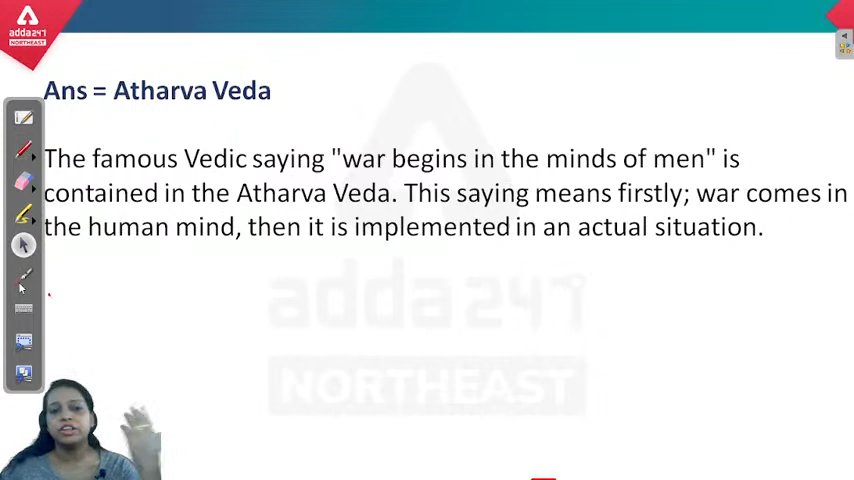 adda247
NORTHEAST
Ans = Atharva Veda
The famous Vedic saying "war begins in the minds of men" is
contained in the Atharva Veda. This saying means firstly; war comes in
the human mind, then it is implemented in an actual situation.
adda247
NORTHEAST